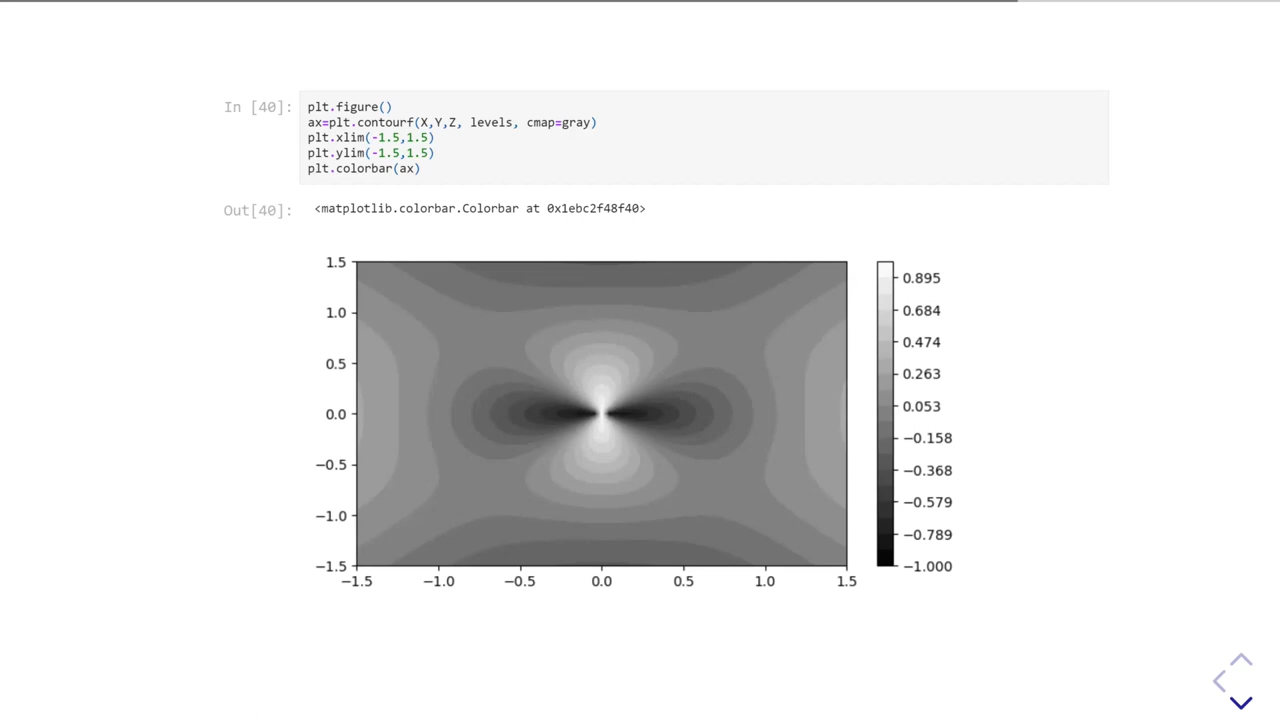 In [40]:
plt.figure()
ax=plt.contourf(X,Y,Z, levels, cmap=gray)
plt.xlim(-1.5,1.5)
plt.ylim(-1.5,1.5)
plt.colorbar(ax)
Out[40]:
<matplotlib.colorbar.Colorbar at 0x1ebc2f48f40>
1.5
1.0
0.5
0.0
−0.5
−1.0
−1.5
−1.5 −1.0 −0.5 0.0 0.5 1.0 1.5
0.895
0.684
0.474
0.263
0.053
−0.158
−0.368
−0.579
−0.789
−1.000